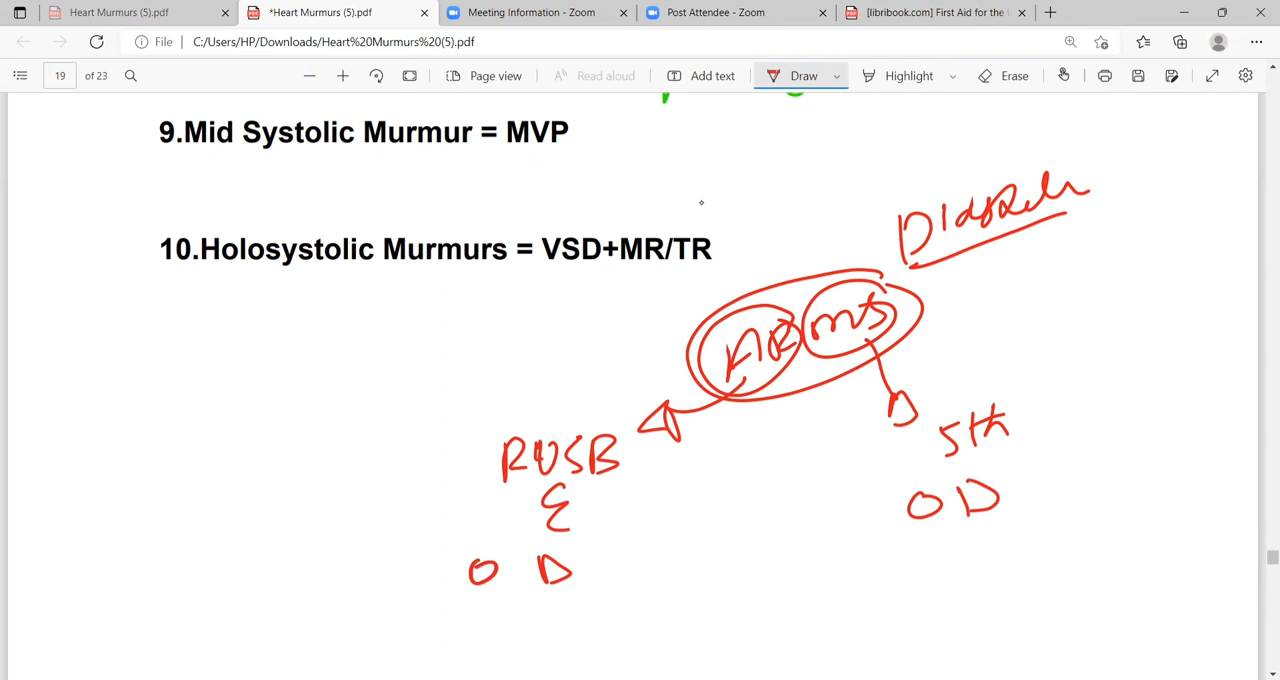 Heart Murmurs (5).pdf
*Heart Murmurs (5).pdf
Meeting Information - Zoom
Post Attendee - Zoom
[libribook.com] First Aid for the
File C:/Users/HP/Downloads/Heart%20Murmurs%20(5).pdf
19 of 23 Page view Read aloud Add text Draw Highlight Erase
9.Mid Systolic Murmur = MVP
10.Holosystolic Murmurs = VSD+MR/TR
AR ms
RUSB
5th
O D
O D